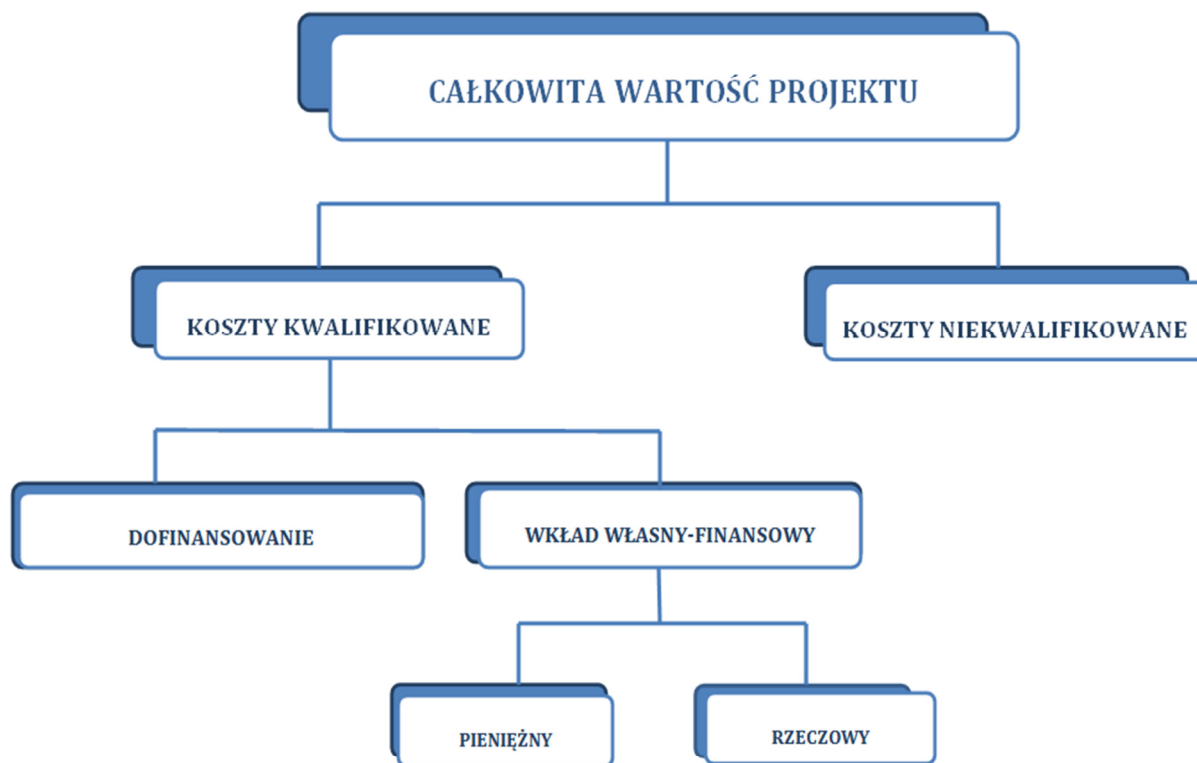 CAŁKOWITA WARTOŚĆ PROJEKTU
KOSZTY KWALIFIKOWANE
KOSZTY NIEKWALIFIKOWANE
DOFINANSOWANIE
WKŁAD WŁASNY-FINANSOWY
PIENIĘŻNY
RZECZOWY